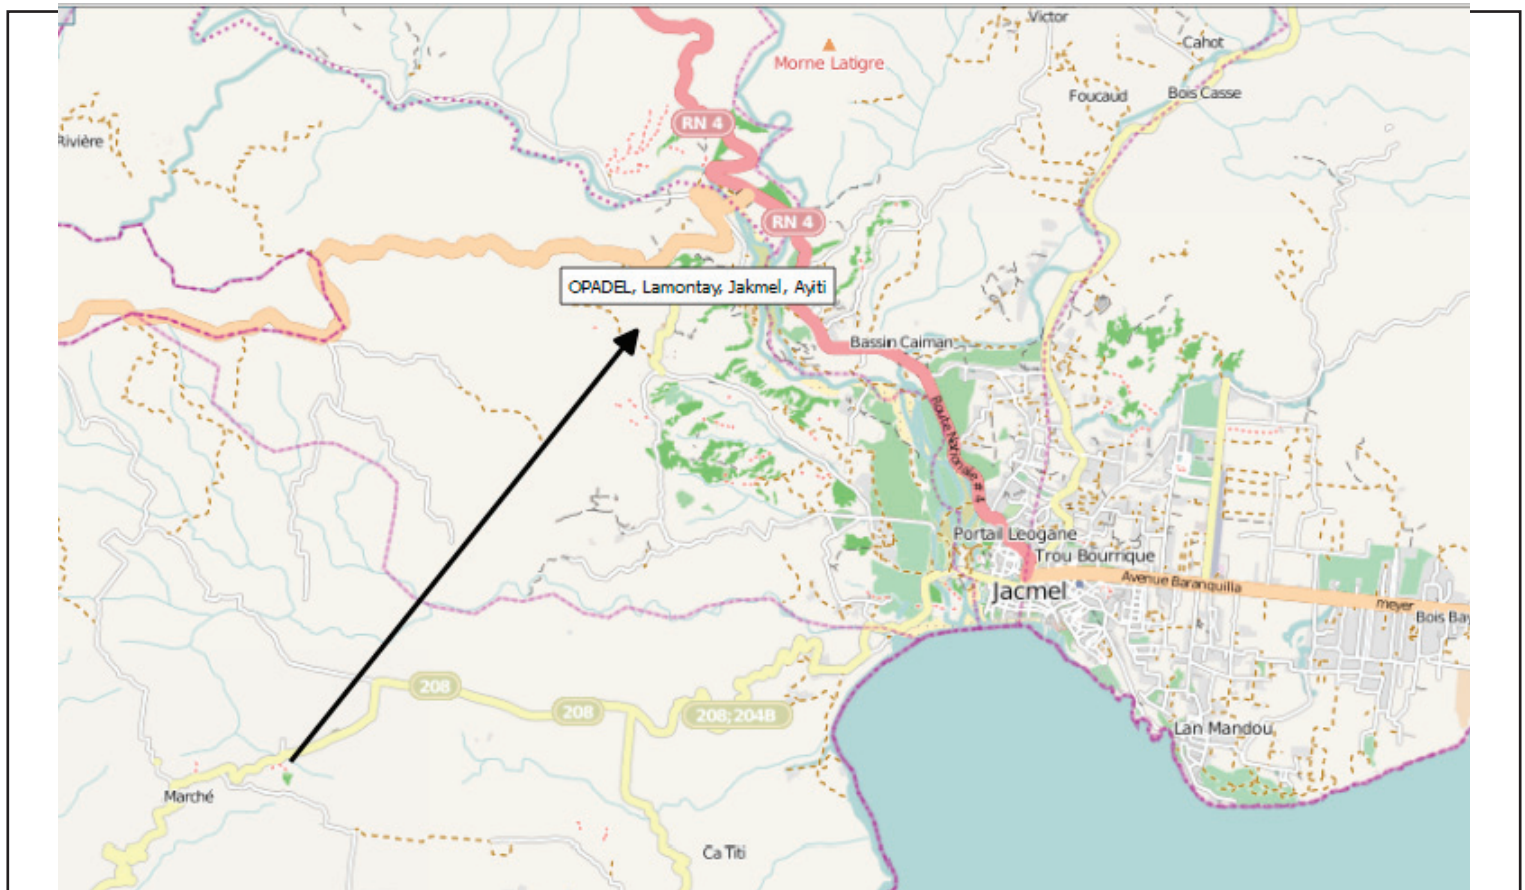 Victor
Cahot
Morne Latigre
Foucaud
Bois Casse
RN 4
Rivière
RN 4
OPADEL, Lamontay, Jakmel, Ayiti
Bassin Caiman
Route Nationale # 4
Portail Leogane
Trou Bourrique
Avenue Baranquilla
Jacmel
meyer
Bois Bay
208
208
208; 204B
Lan Mandou
Marché
Ca Titi